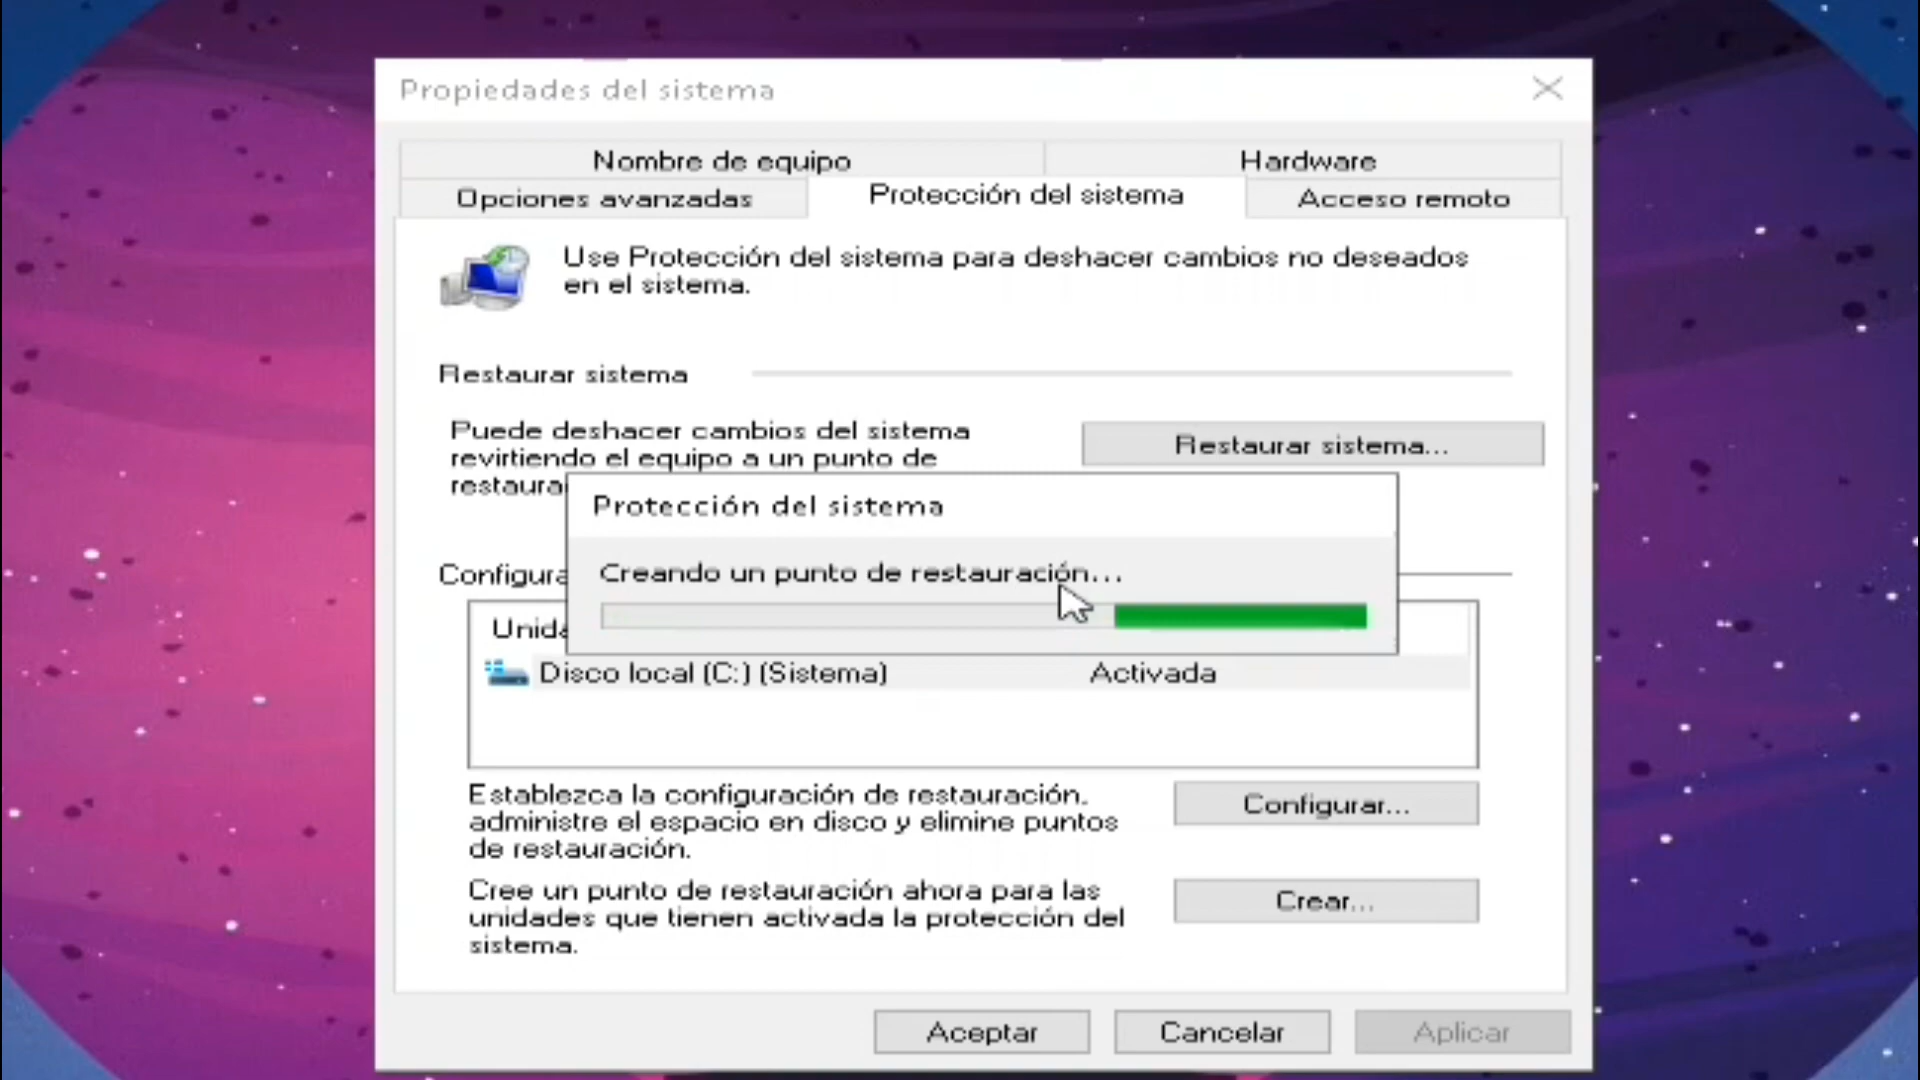 Propiedades del sistema
Nombre de equipo
Hardware
Opciones avanzadas
Protección del sistema
Acceso remoto
Use Protección del sistema para deshacer cambios no deseados
en el sistema.
Restaurar sistema
Puede deshacer cambios del sistema
revirtiendo el equipo a un punto de
restaura
Restaurar sistema...
Protección del sistema
Creando un punto de restauración...
Configura
Unida
Disco local (C:) (Sistema)
Activada
Establezca la configuración de restauración,
administre el espacio en disco y elimine puntos
de restauración.
Configurar...
Cree un punto de restauración ahora para las
unidades que tienen activada la protección del
sistema.
Crear...
Aceptar
Cancelar
Aplicar